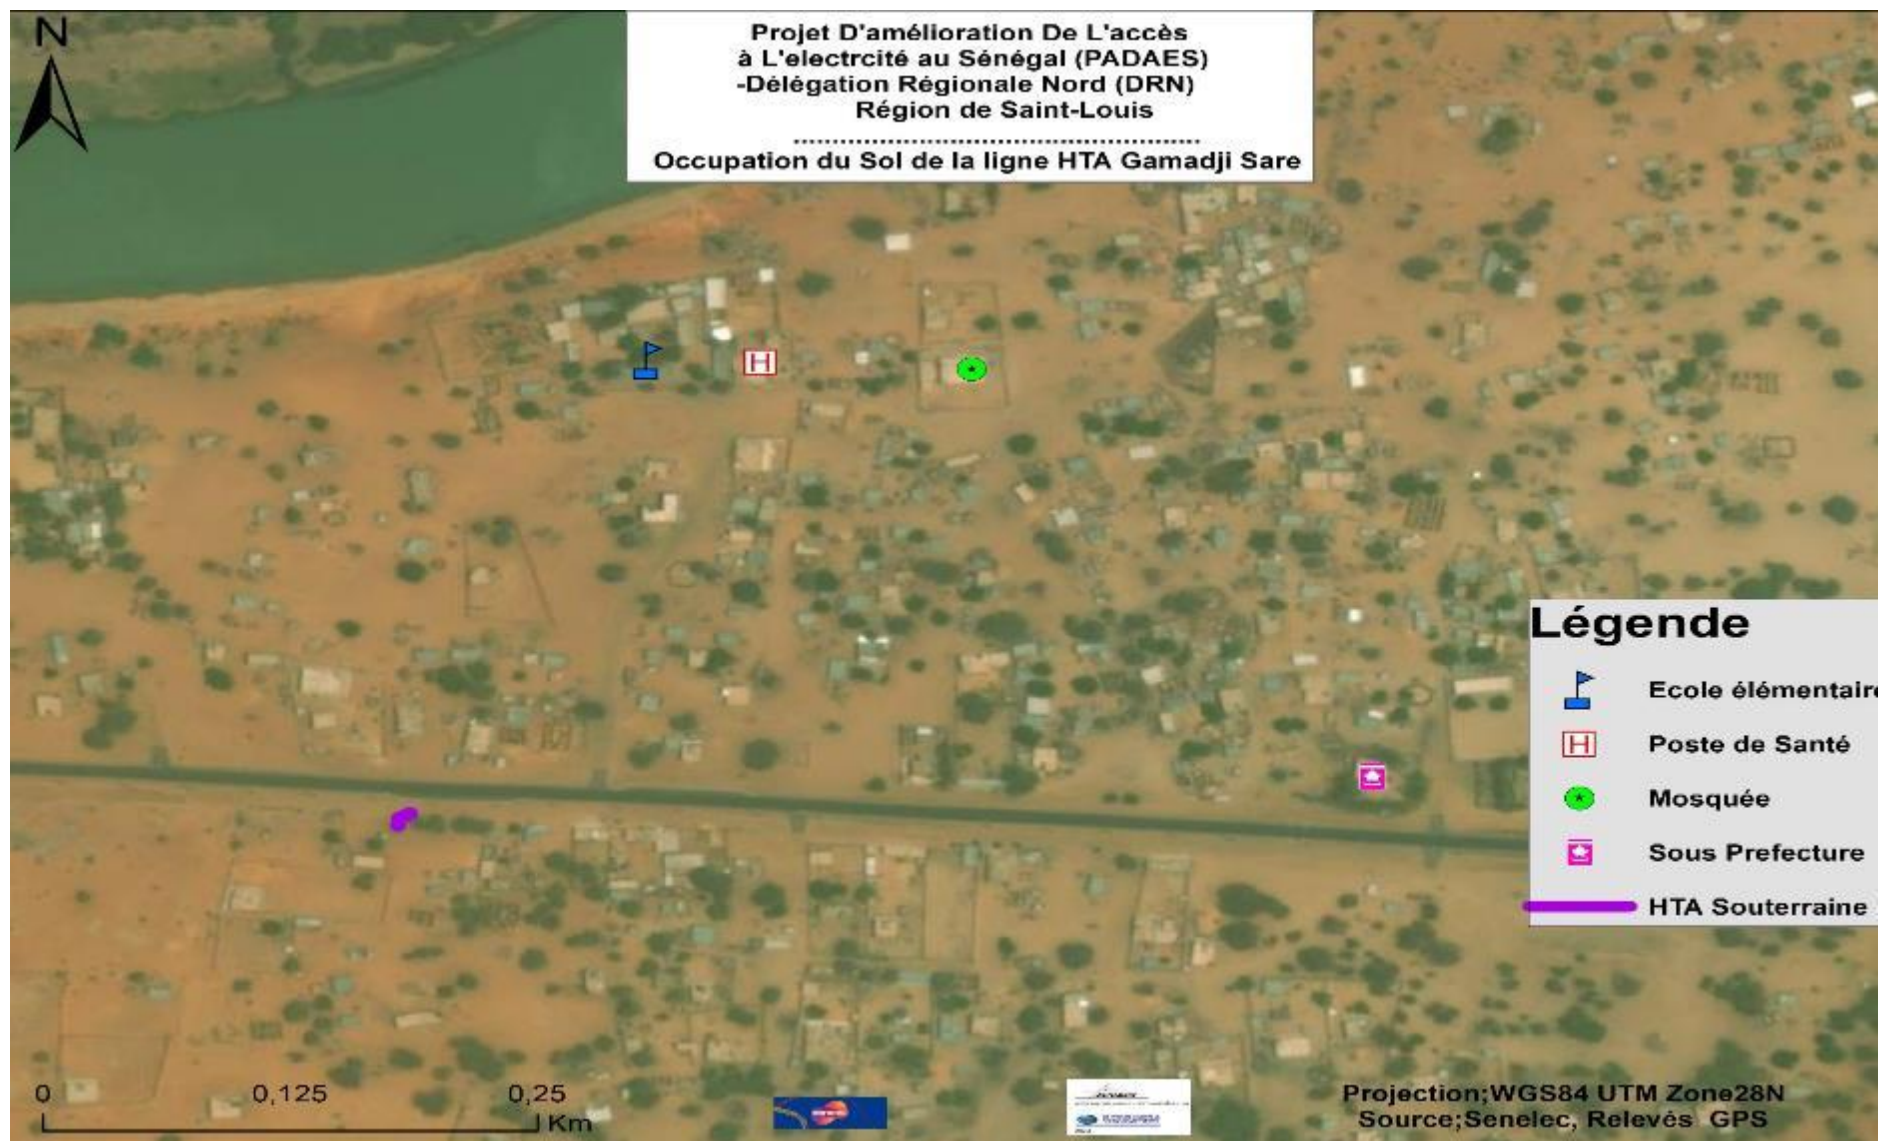 N
Projet D'amélioration De L'accès
à L'electrcité au Sénégal (PADAES)
-Délégation Régionale Nord (DRN)
Région de Saint-Louis
Occupation du Sol de la ligne HTA Gamadji Sare
H
Légende
Ecole élémentaire
H Poste de Santé
Mosquée
Sous Prefecture
HTA Souterraine
0 0,125 0,25
Km
Projection;WGS84 UTM Zone28N
Source;Senelec, Relevés GPS